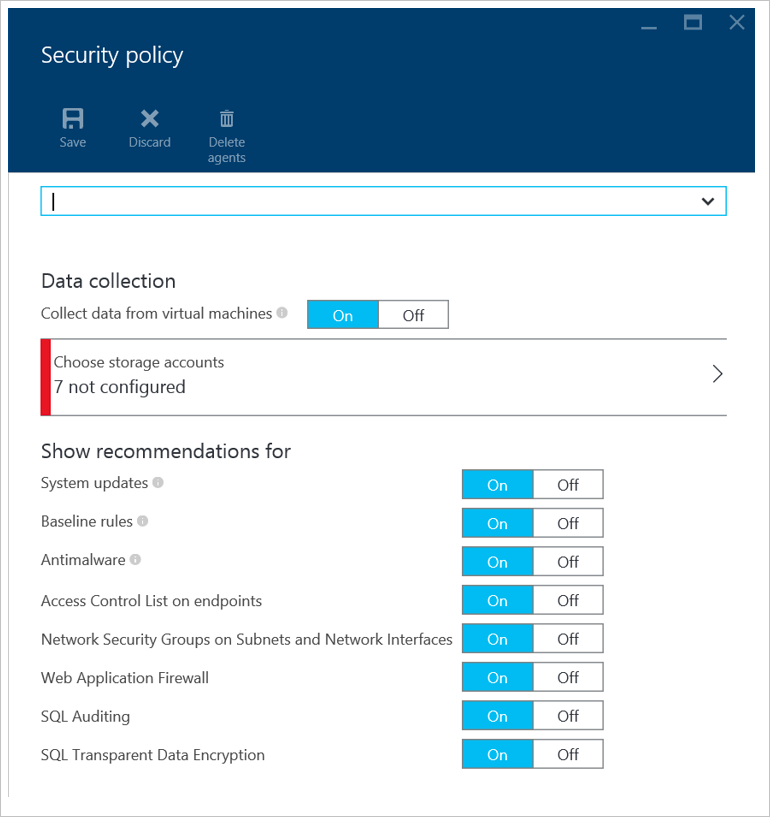 Security policy
Save
Discard
Delete
agents
Data collection
Collect data from virtual machines
On
Off
Choose storage accounts
7 not configured
Show recommendations for
System updates
On
Off
Baseline rules
On
Off
Antimalware
On
Off
Access Control List on endpoints
On
Off
Network Security Groups on Subnets and Network Interfaces
On
Off
Web Application Firewall
On
Off
SQL Auditing
On
Off
SQL Transparent Data Encryption
On
Off